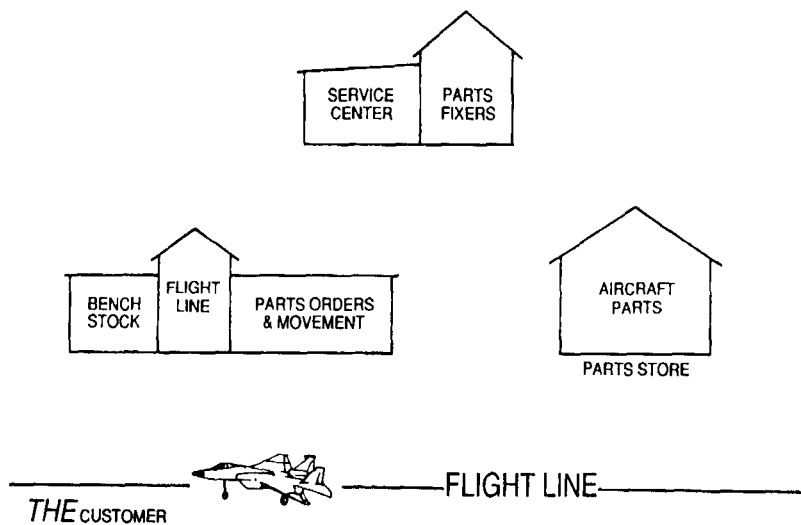 SERVICE
CENTER
PARTS
FIXERS
BENCH
STOCK
FLIGHT
LINE
PARTS ORDERS
& MOVEMENT
AIRCRAFT
PARTS
PARTS STORE
FLIGHT LINE
THE CUSTOMER